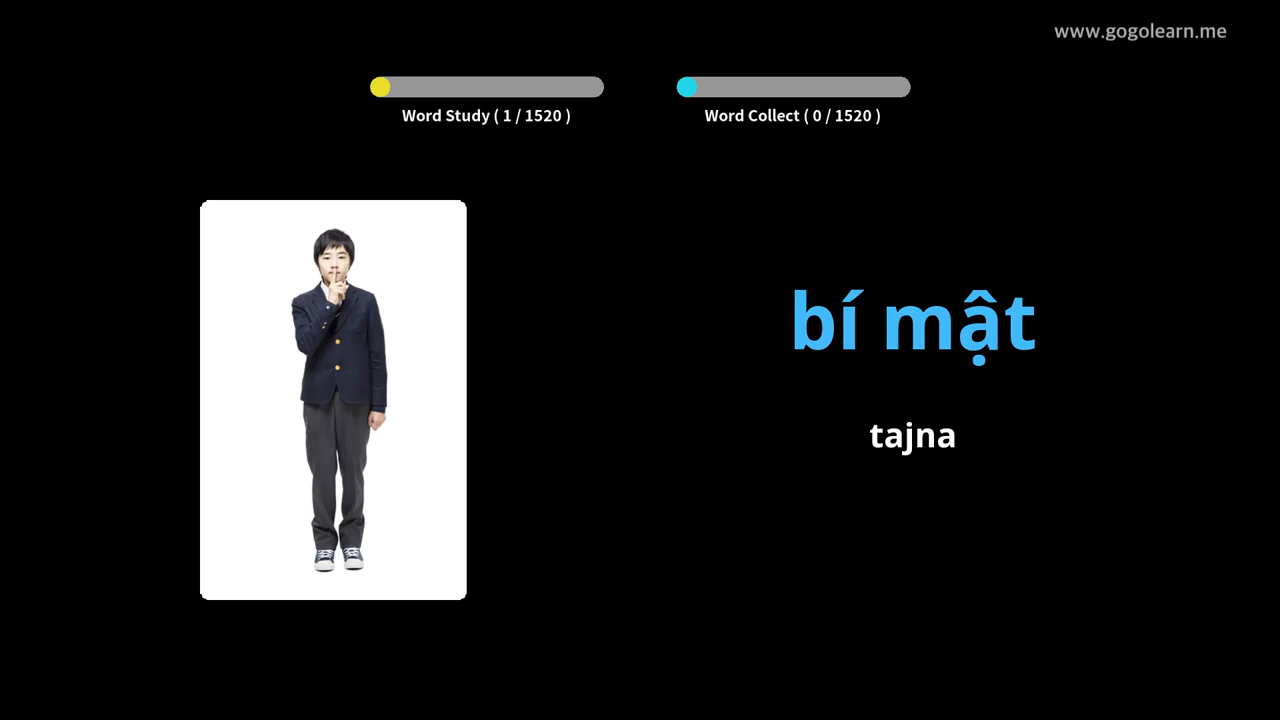 www.gogolearn.me
Word Study ( 1 / 1520 )
Word Collect ( 0 / 1520 )
bí mật
tajna